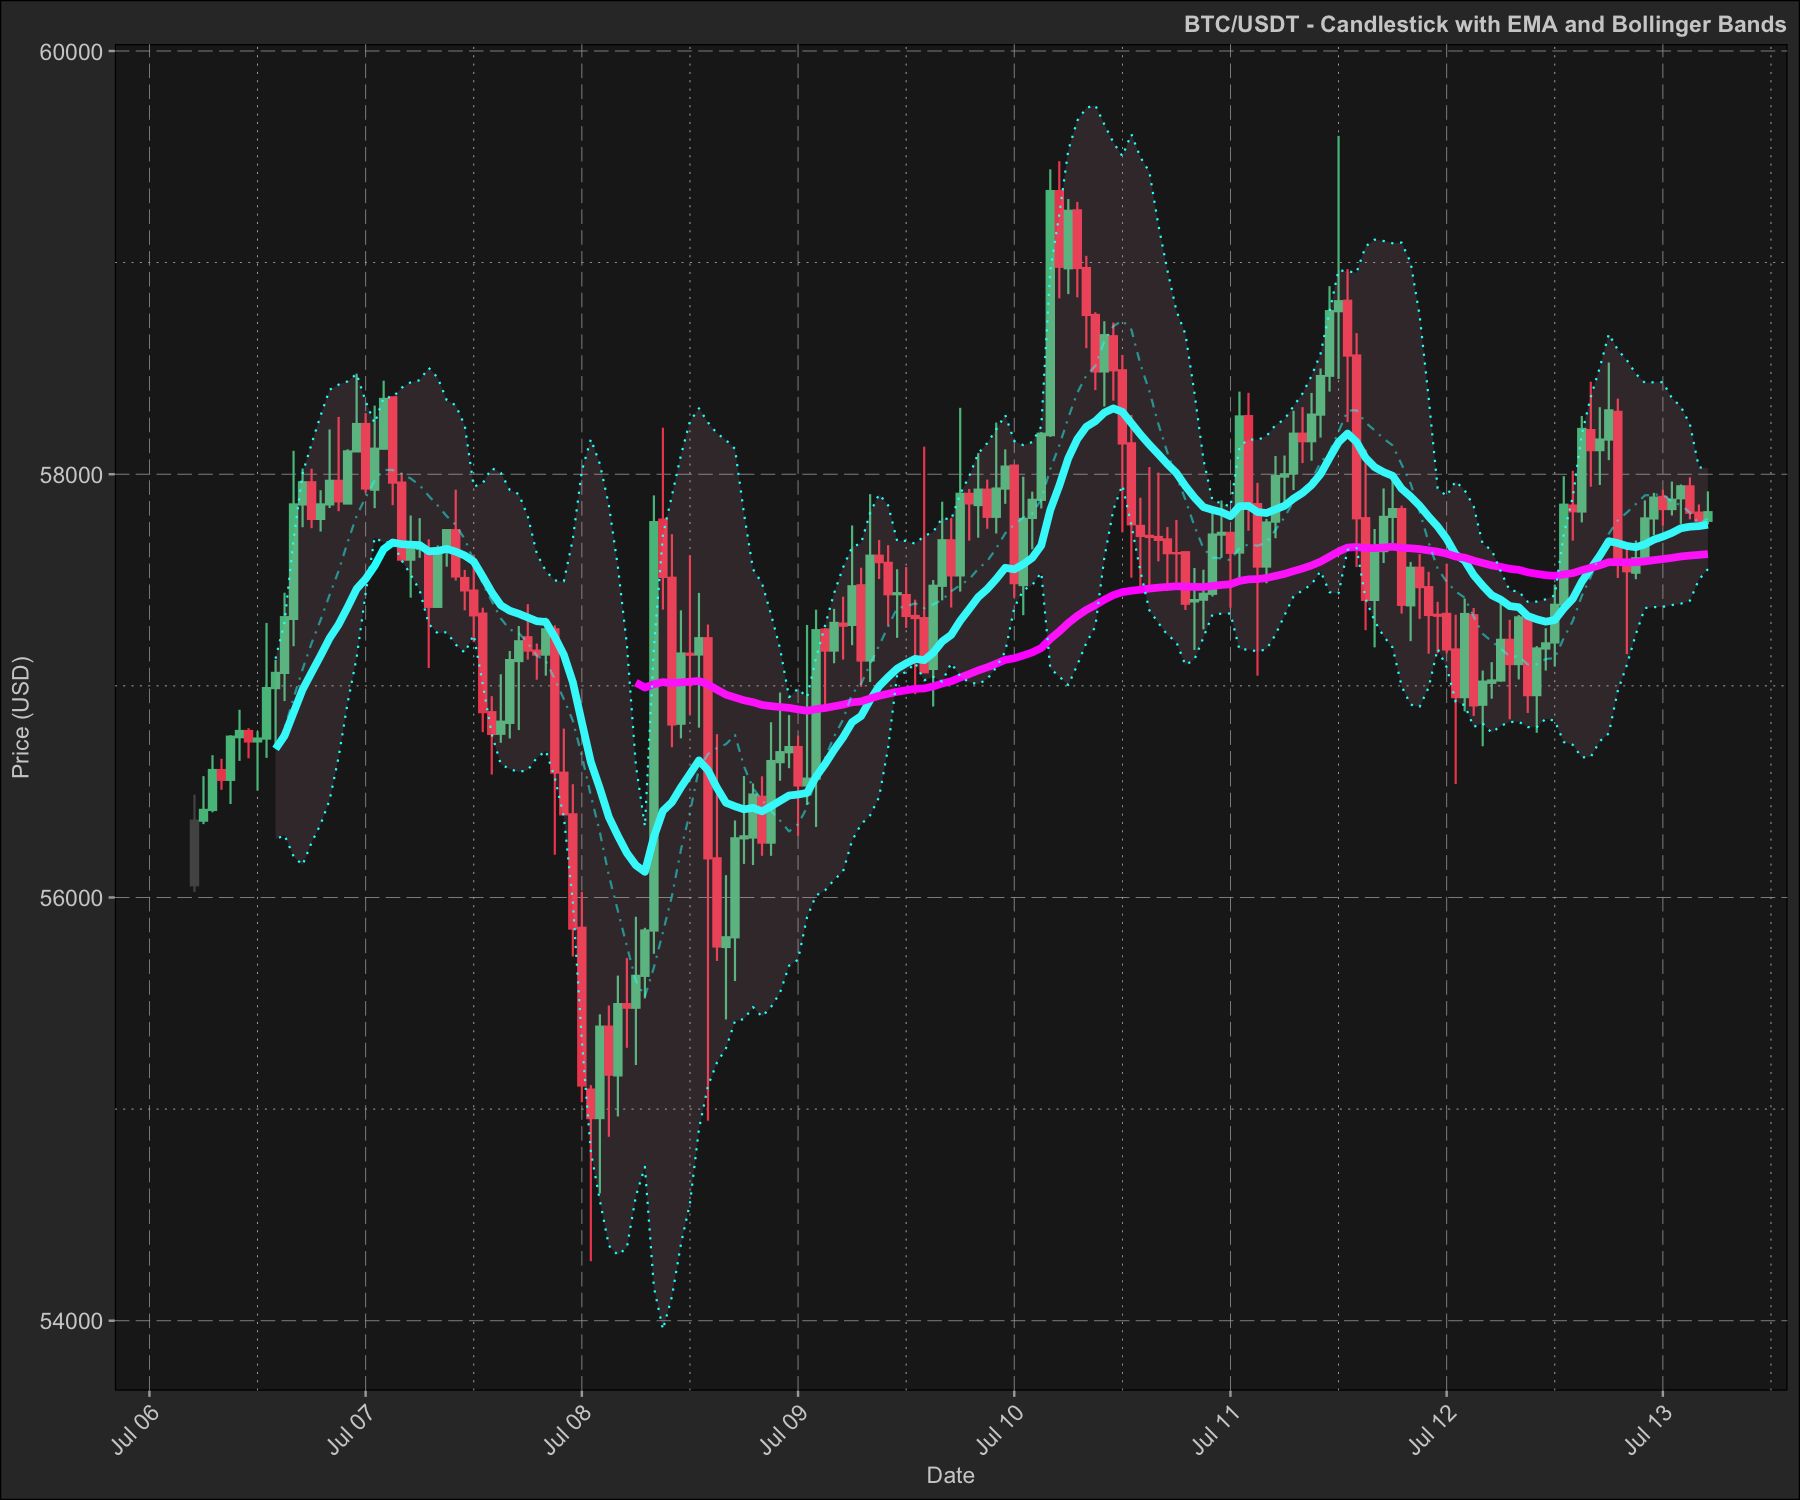 BTC/USDT - Candlestick with EMA and Bollinger Bands
60000
58000
56000
54000
Price (USD)
Jul 06
Jul 07
Jul 08
Jul 09
Jul 10
Jul 11
Jul 12
Jul 13
Date